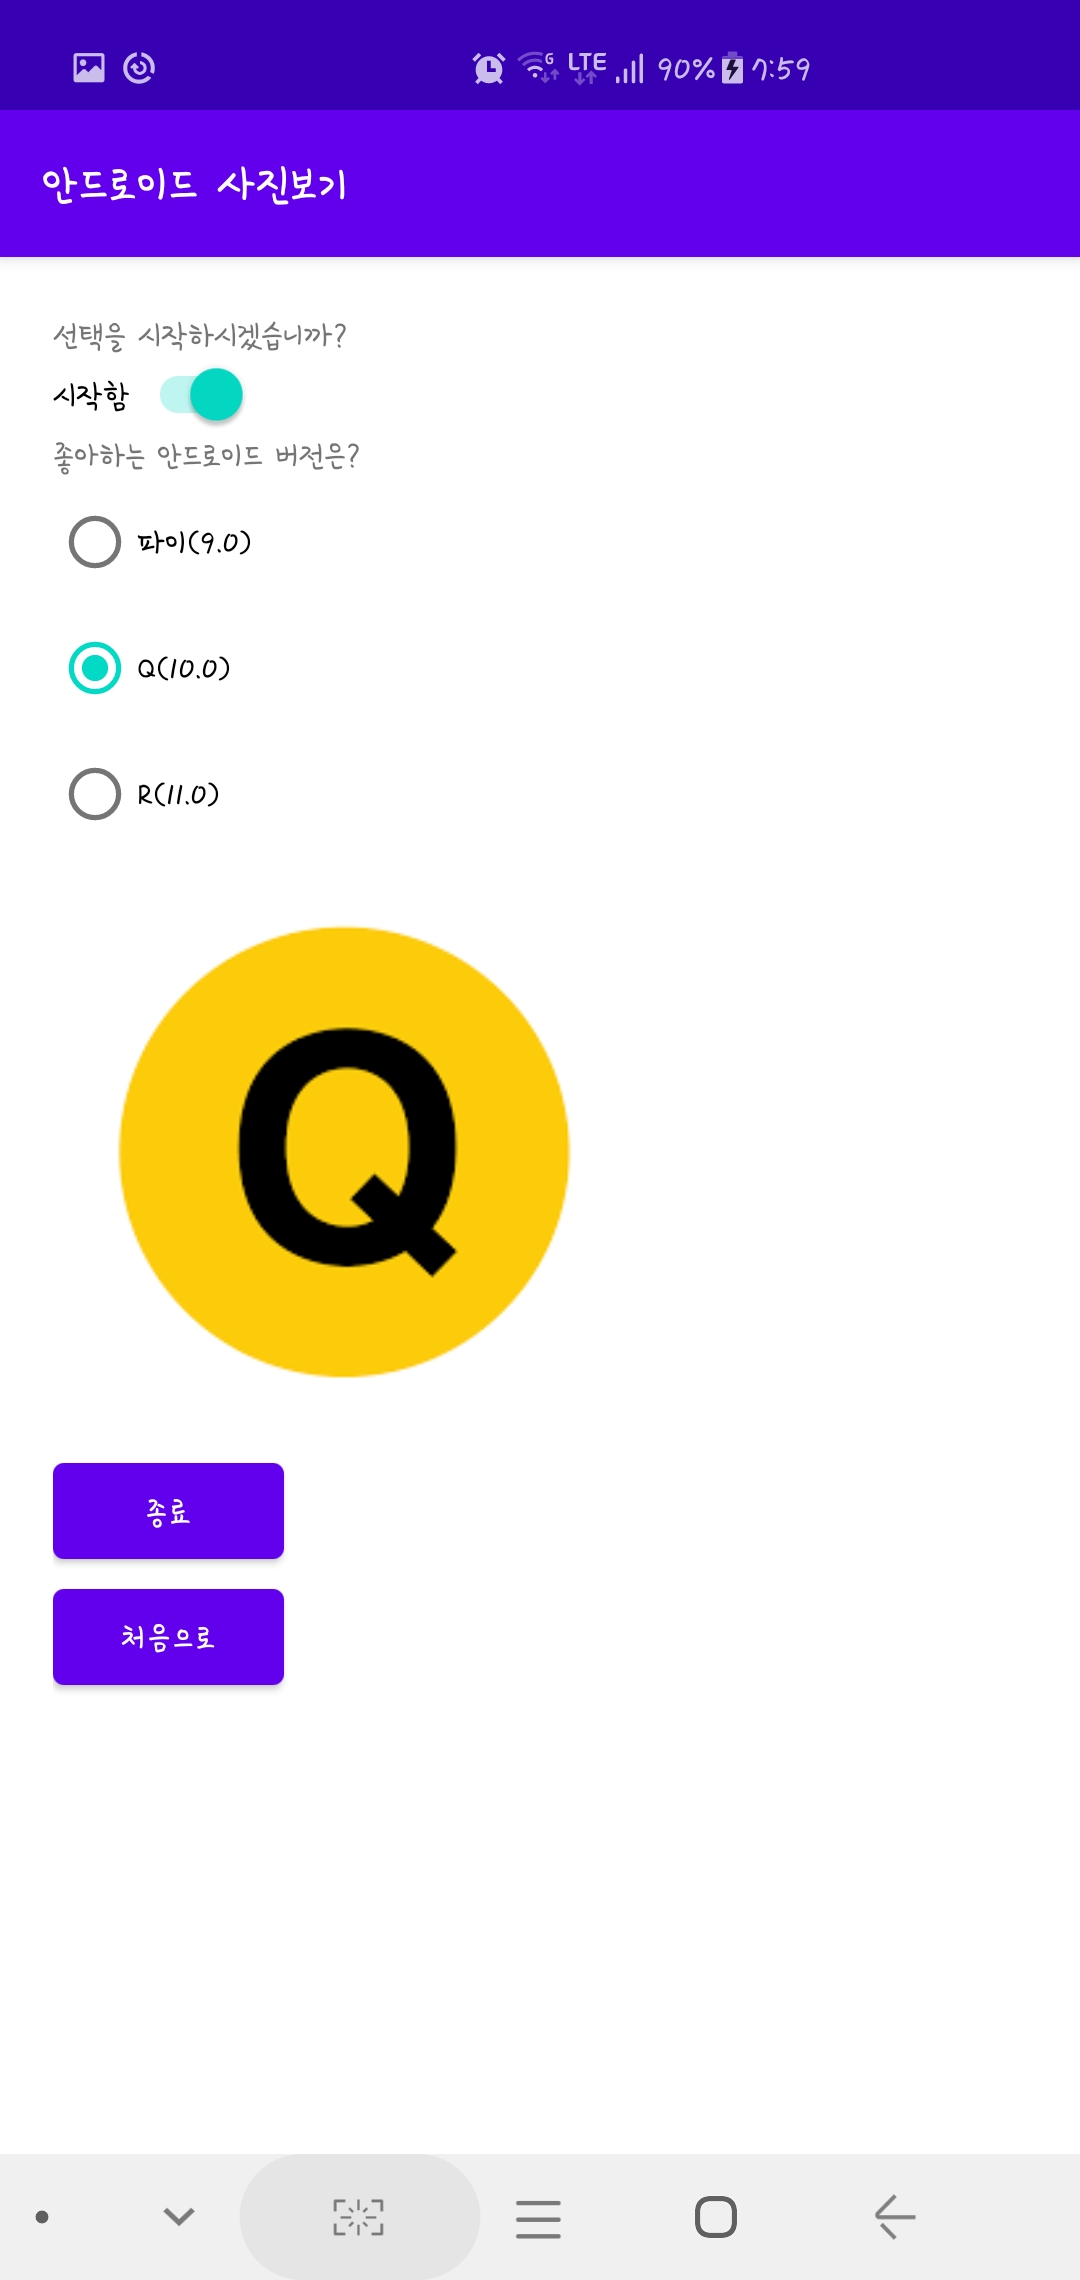 LTE 90% 7:59
안드로이드 사진보기
선택을 시작하시겠습니까?
시작함
좋아하는 안드로이드 버전은?
파이(9.0)
Q(10.0)
R(11.0)
Q
종료
처음으로